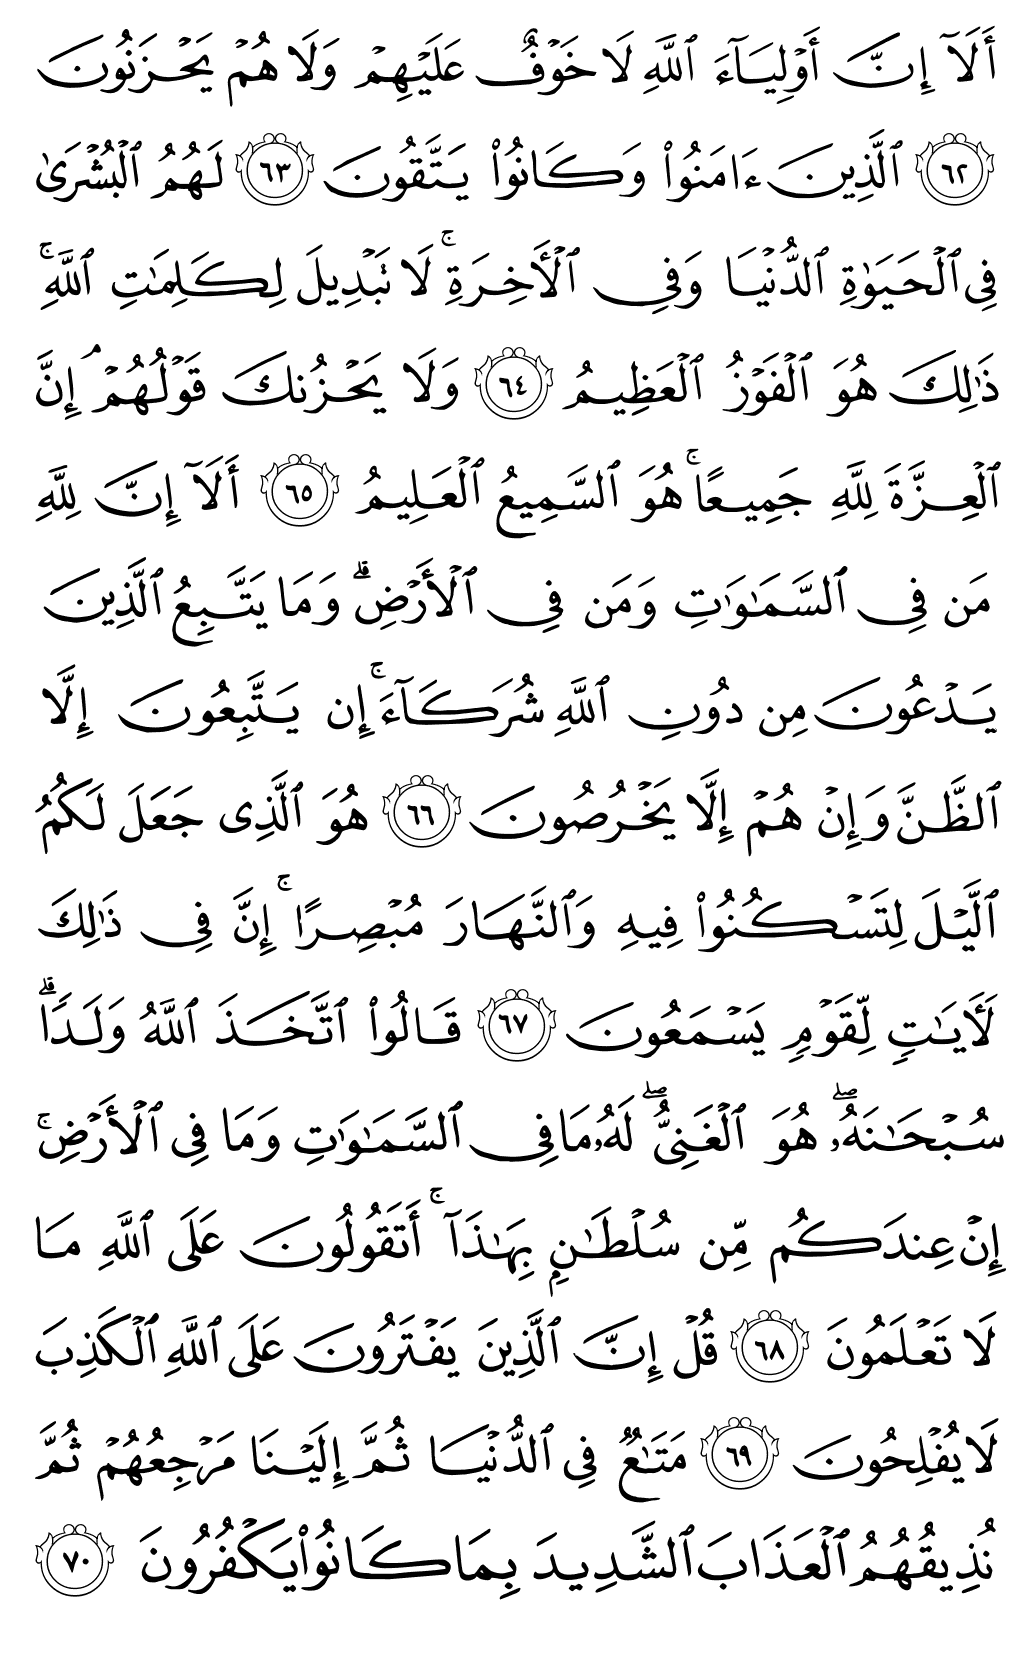 أَلَآ إِنَّ أَوْلِيَآءَ ٱللَّهِ لَا خَوْفٌ عَلَيْهِمْ وَلَا هُمْ يَحْزَنُونَ
٦٢ ٱلَّذِينَ ءَامَنُوا۟ وَكَانُوا۟ يَتَّقُونَ ٦٣ لَهُمُ ٱلْبُشْرَىٰ
فِى ٱلْحَيَوٰةِ ٱلدُّنْيَا وَفِى ٱلْأَخِرَةِ ۚ لَا تَبْدِيلَ لِكَلِمَٰتِ ٱللَّهِ ۚ
ذَٰلِكَ هُوَ ٱلْفَوْزُ ٱلْعَظِيمُ ٦٤ وَلَا يَحْزُنكَ قَوْلُهُمْ ۘ إِنَّ
ٱلْعِزَّةَ لِلَّهِ جَمِيعًا ۚ هُوَ ٱلسَّمِيعُ ٱلْعَلِيمُ ٦٥ أَلَآ إِنَّ لِلَّهِ
مَن فِى ٱلسَّمَٰوَٰتِ وَمَن فِى ٱلْأَرْضِ ۗ وَمَا يَتَّبِعُ ٱلَّذِينَ
يَدْعُونَ مِن دُونِ ٱللَّهِ شُرَكَآءَ ۚ إِن يَتَّبِعُونَ إِلَّا
ٱلظَّنَّ وَإِنْ هُمْ إِلَّا يَخْرُصُونَ ٦٦ هُوَ ٱلَّذِى جَعَلَ لَكُمُ
ٱلَّيْلَ لِتَسْكُنُوا۟ فِيهِ وَٱلنَّهَارَ مُبْصِرًا ۚ إِنَّ فِى ذَٰلِكَ
لَأَيَٰتٍ لِّقَوْمٍ يَسْمَعُونَ ٦٧ قَالُوا۟ ٱتَّخَذَ ٱللَّهُ وَلَدًا ۗ
سُبْحَٰنَهُۥ ۖ هُوَ ٱلْغَنِىُّ ۖ لَهُۥ مَا فِى ٱلسَّمَٰوَٰتِ وَمَا فِى ٱلْأَرْضِ ۚ
إِنْ عِندَكُم مِّن سُلْطَٰنٍۭ بِهَٰذَآ ۚ أَتَقُولُونَ عَلَى ٱللَّهِ مَا
لَا تَعْلَمُونَ ٦٨ قُلْ إِنَّ ٱلَّذِينَ يَفْتَرُونَ عَلَى ٱللَّهِ ٱلْكَذِبَ
لَا يُفْلِحُونَ ٦٩ مَتَٰعٌ فِى ٱلدُّنْيَا ثُمَّ إِلَيْنَا مَرْجِعُهُمْ ثُمَّ
نُذِيقُهُمُ ٱلْعَذَابَ ٱلشَّدِيدَ بِمَا كَانُوا۟ يَكْفُرُونَ ٧٠